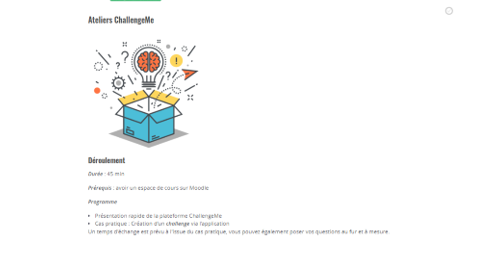 Ateliers ChallengeMe
Déroulement
Durée : 45 min
Prérequis : avoir un espace de cours sur Moodle
Programme
Présentation rapide de la plateforme ChallengeMe
Cas pratique : Création d'un challenge via l'application
Un temps d'échange est prévu à l'issue du cas pratique, vous pouvez également poser vos questions au fur et à mesure.